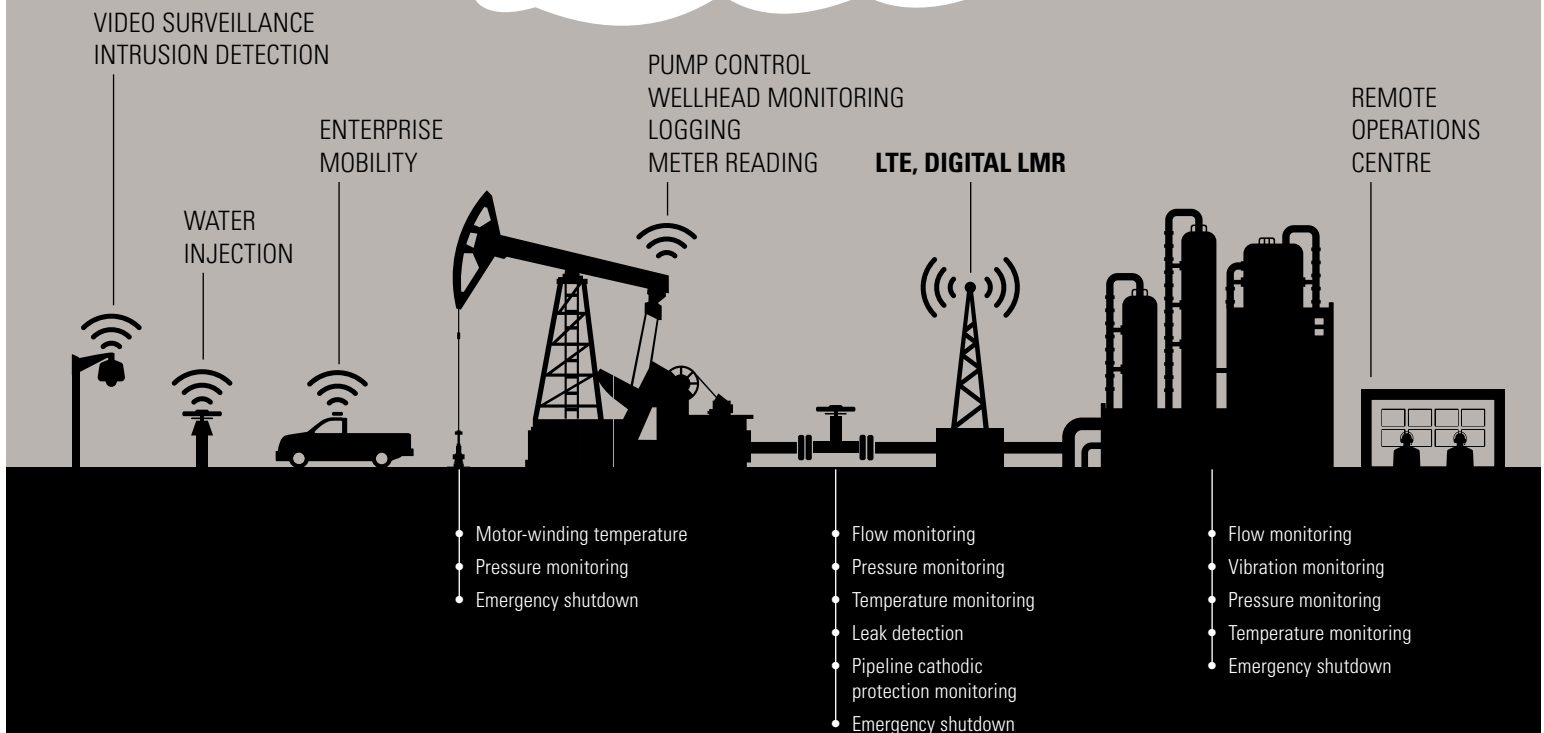 VIDEO SURVEILLANCE
INTRUSION DETECTION
ENTERPRISE
MOBILITY
WATER
INJECTION
PUMP CONTROL
WELLHEAD MONITORING
LOGGING
METER READING
LTE, DIGITAL LMR
REMOTE
OPERATIONS
CENTRE
Motor-winding temperature
Pressure monitoring
Emergency shutdown
Flow monitoring
Pressure monitoring
Temperature monitoring
Leak detection
Pipeline cathodic
protection monitoring
Emergency shutdown
Flow monitoring
Vibration monitoring
Pressure monitoring
Temperature monitoring
Emergency shutdown